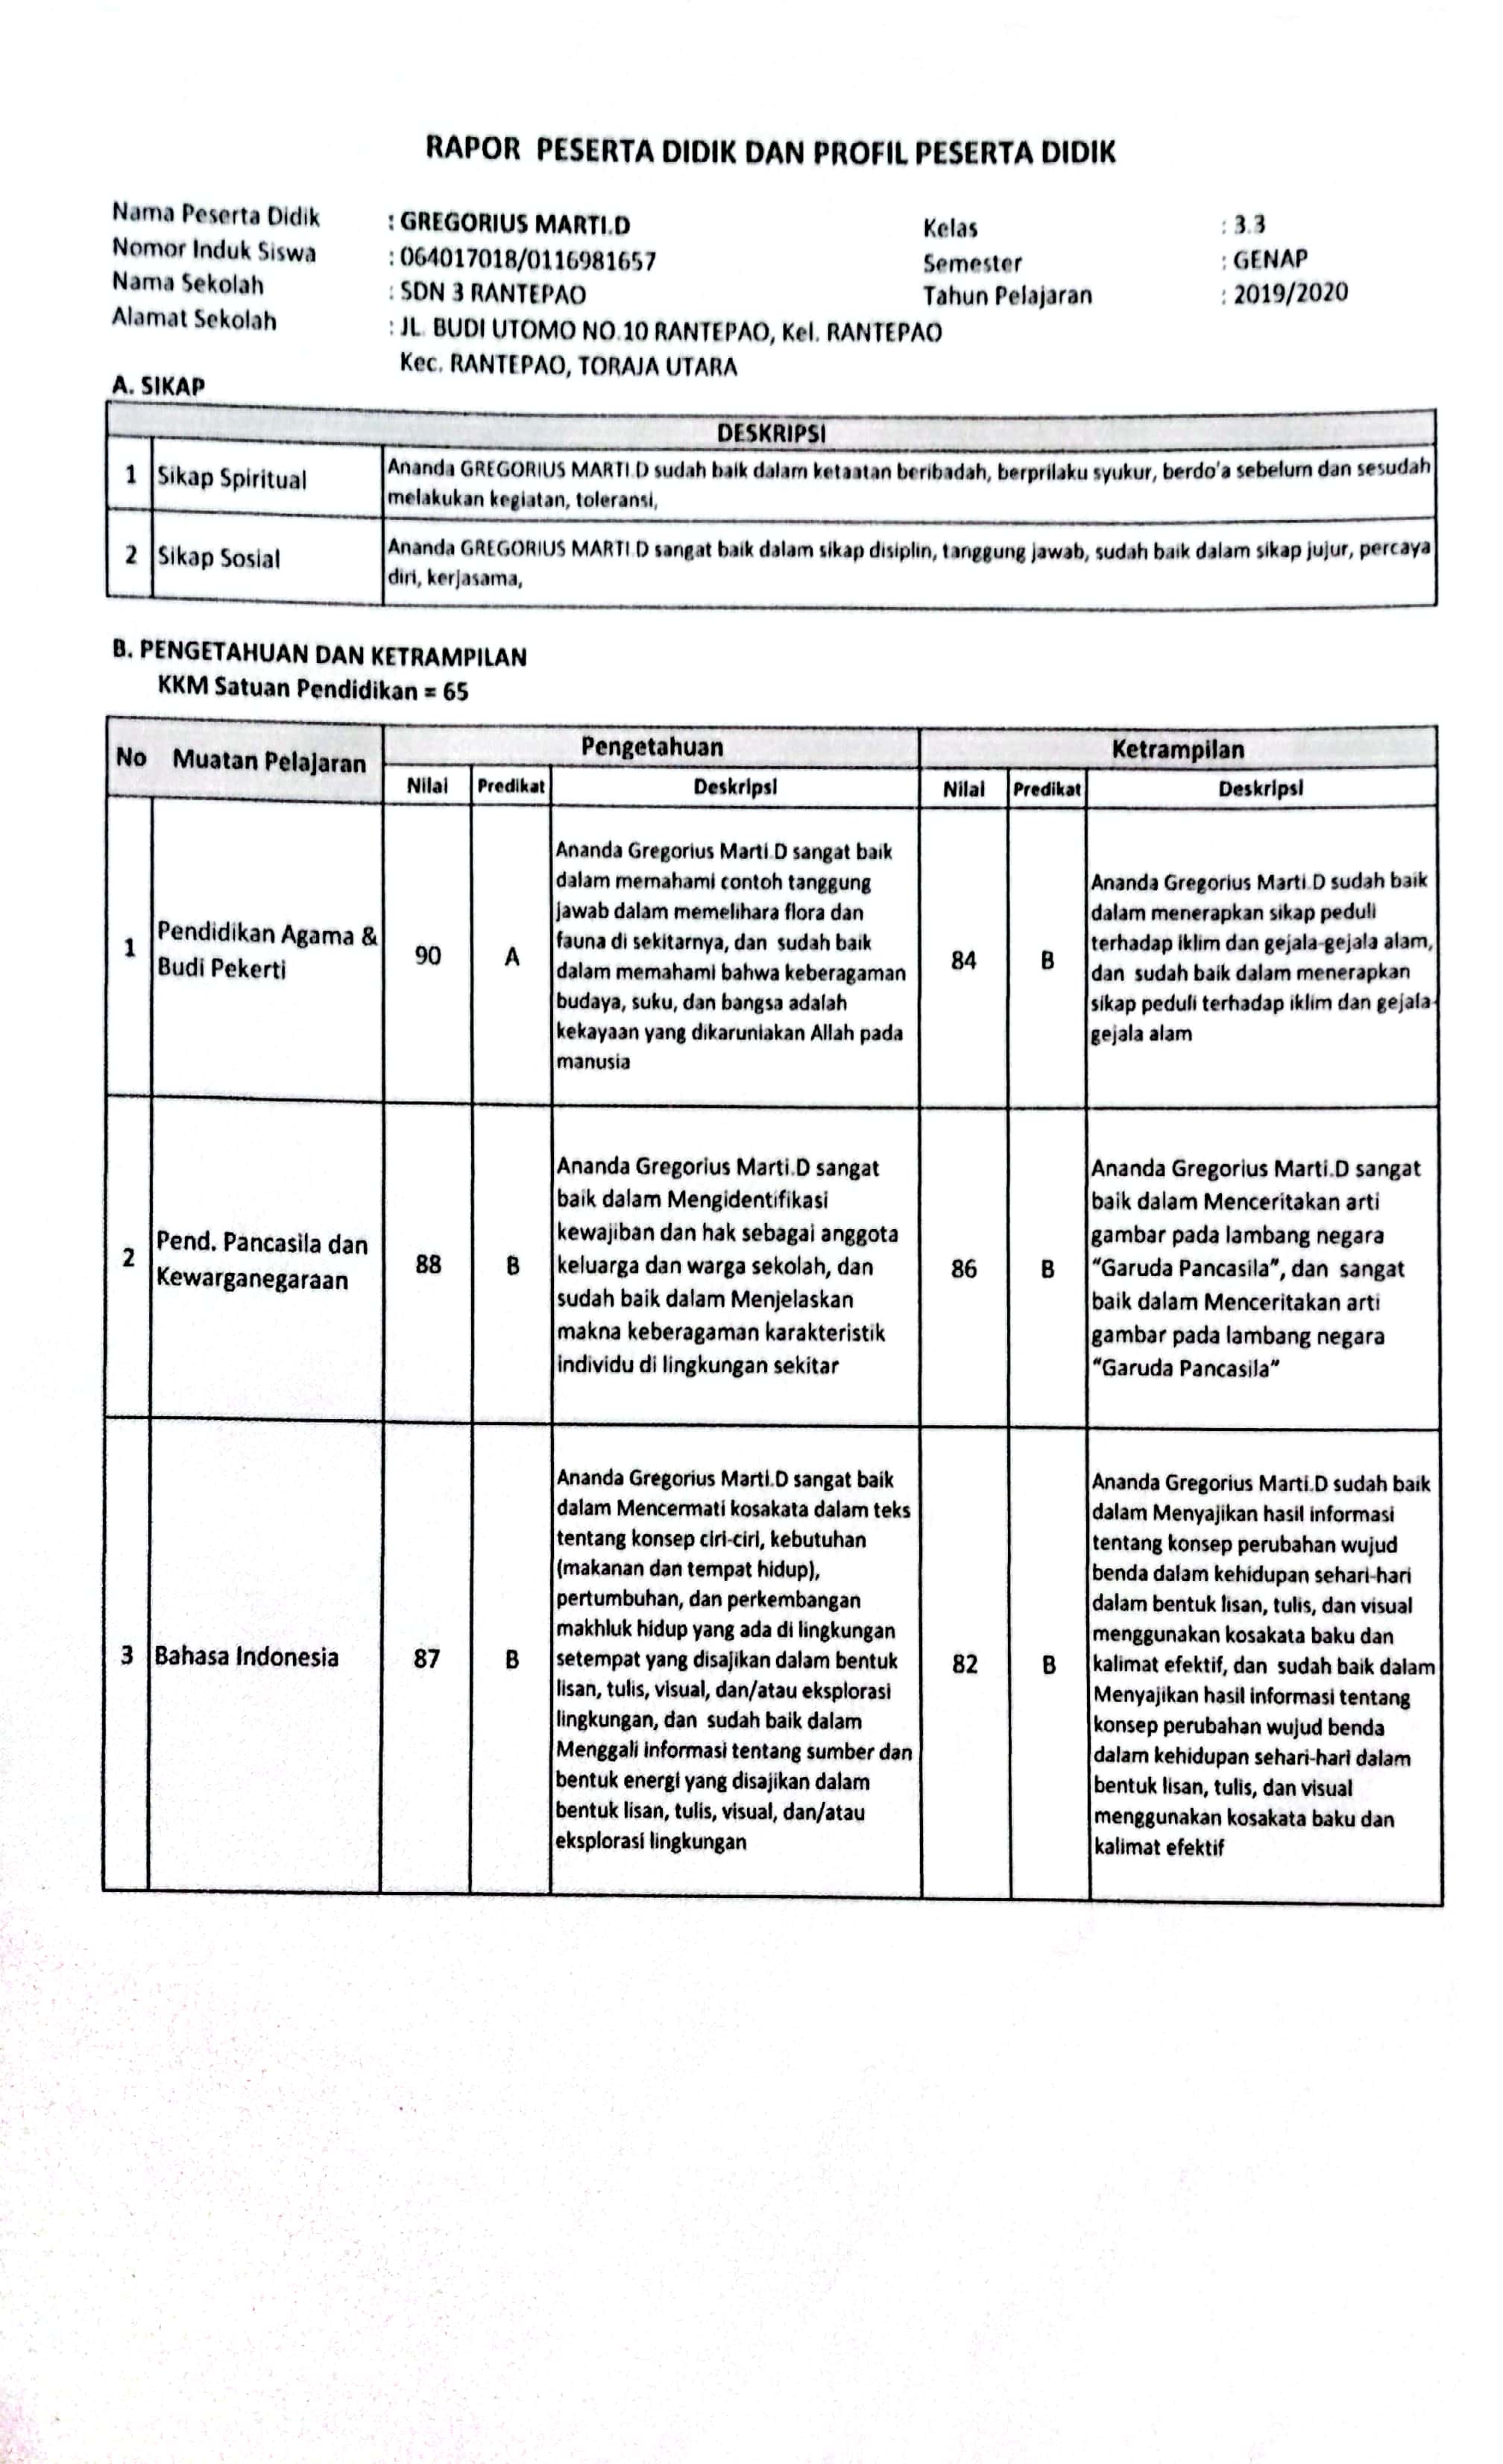 RAPOR PESERTA DIDIK DAN PROFIL PESERTA DIDIK
Nama Peserta Didik : GREGORIUS MARTI.D Kelas : 3.3
Nomor Induk Siswa : 064017018/0116981657 Semester : GENAP
Nama Sekolah : SDN 3 RANTEPAO Tahun Pelajaran : 2019/2020
Alamat Sekolah : JL. BUDI UTOMO NO.10 RANTEPAO, Kel. RANTEPAO
Kec. RANTEPAO, TORAJA UTARA
A. SIKAP
DESKRIPSI
1 Sikap Spiritual
Ananda GREGORIUS MARTI.D sudah baik dalam ketaatan beribadah, berprilaku syukur, berdo'a sebelum dan sesudah
melakukan kegiatan, toleransi,
2 Sikap Sosial
Ananda GREGORIUS MARTI.D sangat baik dalam sikap disiplin, tanggung jawab, sudah baik dalam sikap jujur, percaya
diri, kerjasama,
B. PENGETAHUAN DAN KETRAMPILAN
KKM Satuan Pendidikan = 65
No Muatan Pelajaran Pengetahuan Ketrampilan
Nilai Predikat Deskripsi Nilai Predikat Deskripsi
1
Pendidikan Agama &
Budi Pekerti
90
A
Ananda Gregorius Marti.D sangat baik
dalam memahami contoh tanggung
jawab dalam memelihara flora dan
fauna di sekitarnya, dan sudah baik
dalam memahami bahwa keberagaman
budaya, suku, dan bangsa adalah
kekayaan yang dikaruniakan Allah pada
manusia
84
B
Ananda Gregorius Marti.D sudah baik
dalam menerapkan sikap peduli
terhadap iklim dan gejala-gejala alam,
dan sudah baik dalam menerapkan
sikap peduli terhadap iklim dan gejala-
gejala alam
2
Pend. Pancasila dan
Kewarganegaraan
88
B
Ananda Gregorius Marti.D sangat
baik dalam Mengidentifikasi
kewajiban dan hak sebagai anggota
keluarga dan warga sekolah, dan
sudah baik dalam Menjelaskan
makna keberagaman karakteristik
individu di lingkungan sekitar
86
B
Ananda Gregorius Marti.D sangat
baik dalam Menceritakan arti
gambar pada lambang negara
“Garuda Pancasila”, dan sangat
baik dalam Menceritakan arti
gambar pada lambang negara
“Garuda Pancasila”
3
Bahasa Indonesia
87
B
Ananda Gregorius Marti.D sangat baik
dalam Mencermati kosakata dalam teks
tentang konsep ciri-ciri, kebutuhan
(makanan dan tempat hidup),
pertumbuhan, dan perkembangan
makhluk hidup yang ada di lingkungan
setempat yang disajikan dalam bentuk
lisan, tulis, visual, dan/atau eksplorasi
lingkungan, dan sudah baik dalam
Menggali informasi tentang sumber dan
bentuk energi yang disajikan dalam
bentuk lisan, tulis, visual, dan/atau
eksplorasi lingkungan
82
B
Ananda Gregorius Marti.D sudah baik
dalam Menyajikan hasil informasi
tentang konsep perubahan wujud
benda dalam kehidupan sehari-hari
dalam bentuk lisan, tulis, dan visual
menggunakan kosakata baku dan
kalimat efektif, dan sudah baik dalam
Menyajikan hasil informasi tentang
konsep perubahan wujud benda
dalam kehidupan sehari-hari dalam
bentuk lisan, tulis, dan visual
menggunakan kosakata baku dan
kalimat efektif